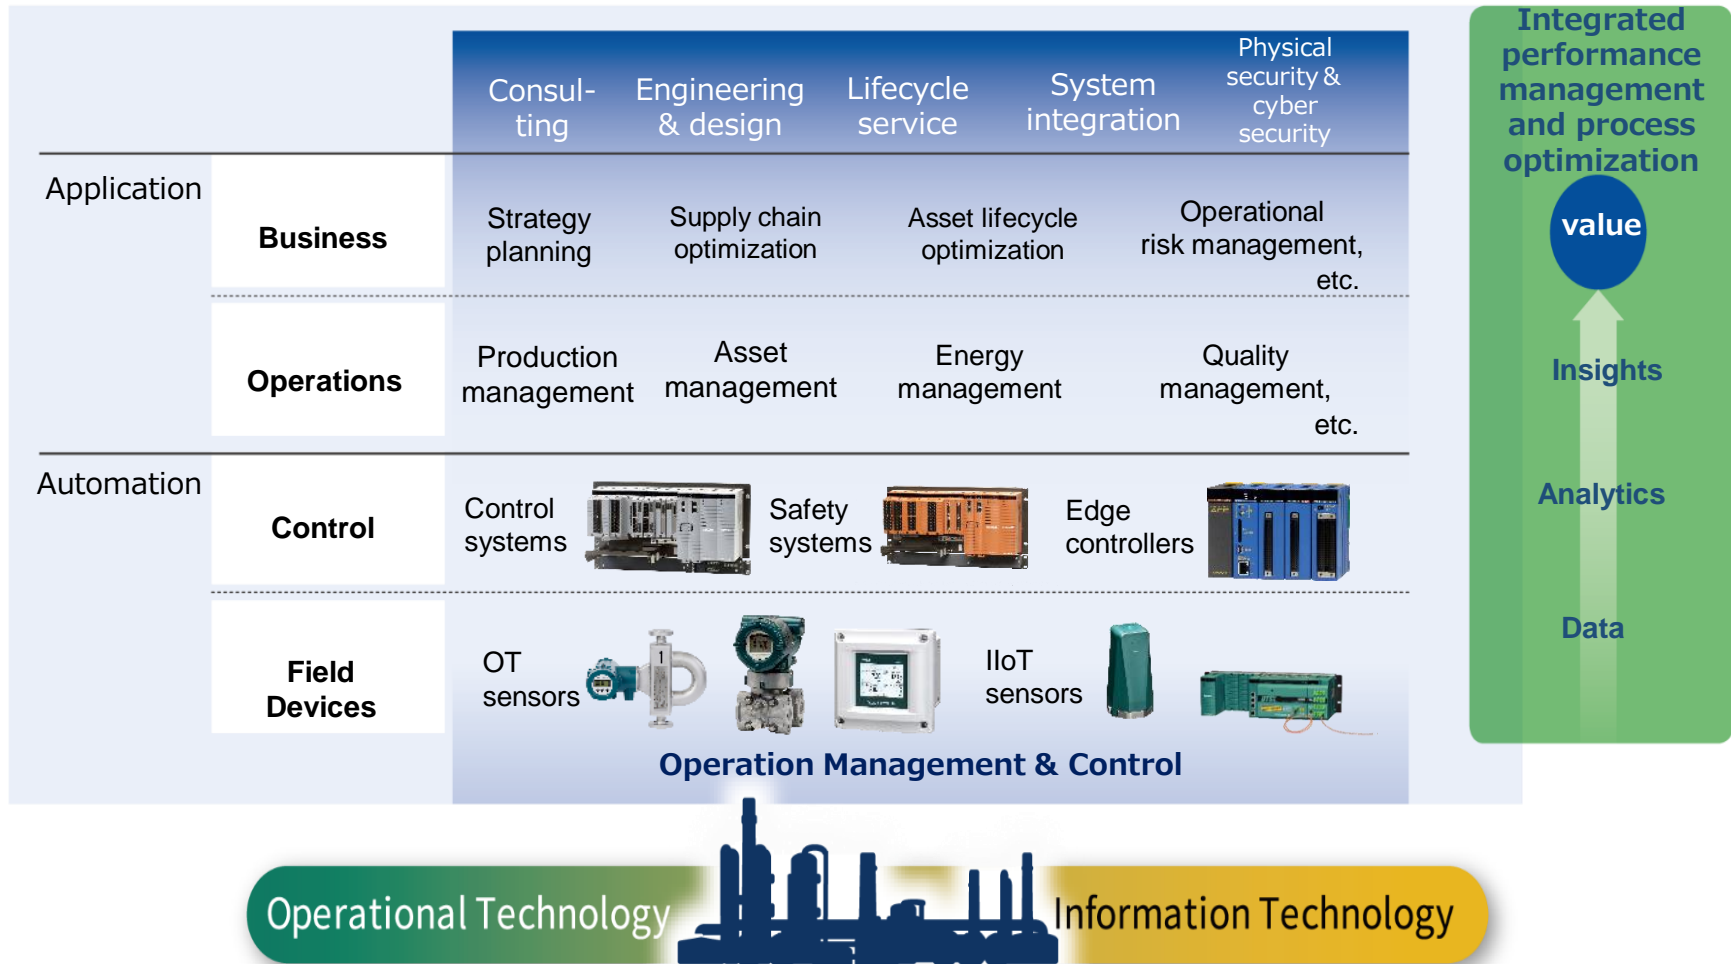 Consul-
ting
Engineering
& design
Lifecycle
service
System
integration
Physical
security &
cyber
security
Integrated
performance
management
and process
optimization
value
Insights
Analytics
Data
Application
Business
Strategy
planning
Supply chain
optimization
Asset lifecycle
optimization
Operational
risk management,
etc.
Operations
Production
management
Asset
management
Energy
management
Quality
management,
etc.
Automation
Control
Control
systems
Safety
systems
Edge
controllers
Field
Devices
OT
sensors
1
IIoT
sensors
Operation Management & Control
Operational Technology
Information Technology